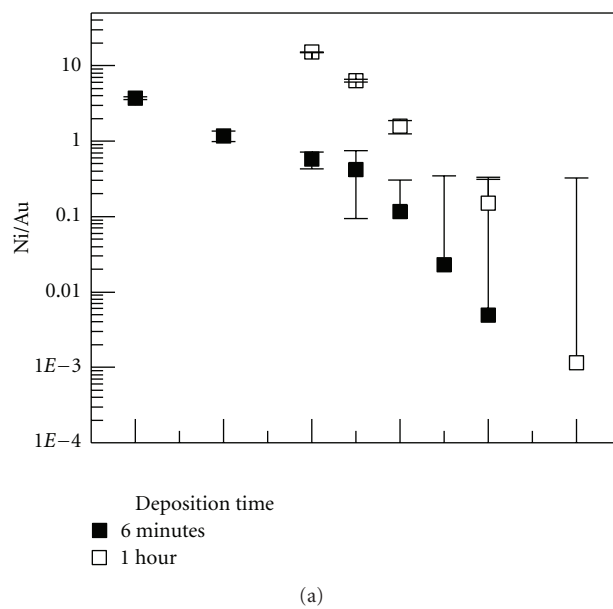 10
1
0.1
0.01
1E−3
1E−4
Ni/Au
Deposition time
6 minutes
1 hour
(a)